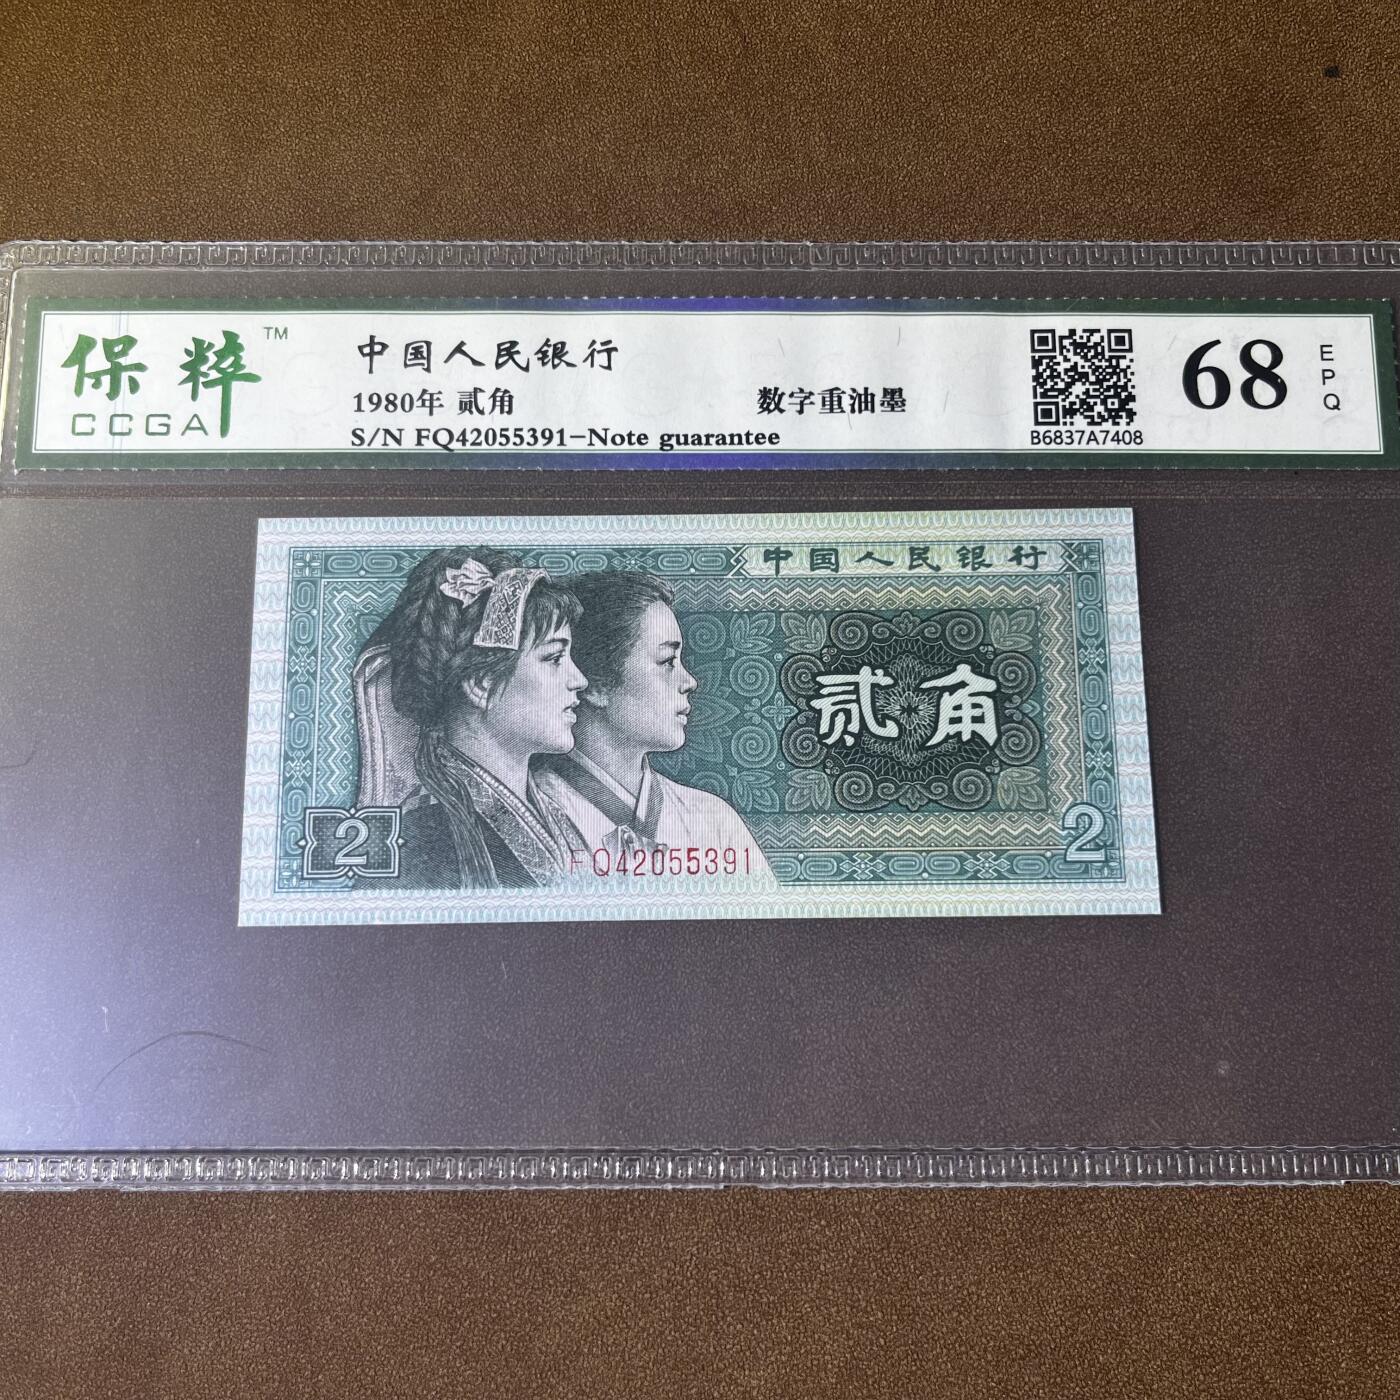 保粹™
CCGA
中国人民银行
1980年 贰角
数字重油墨
S/N FQ42055391-Note guarantee
B6837A7408
68
EPQ
中国人民银行
贰角
2
2
FQ42055391